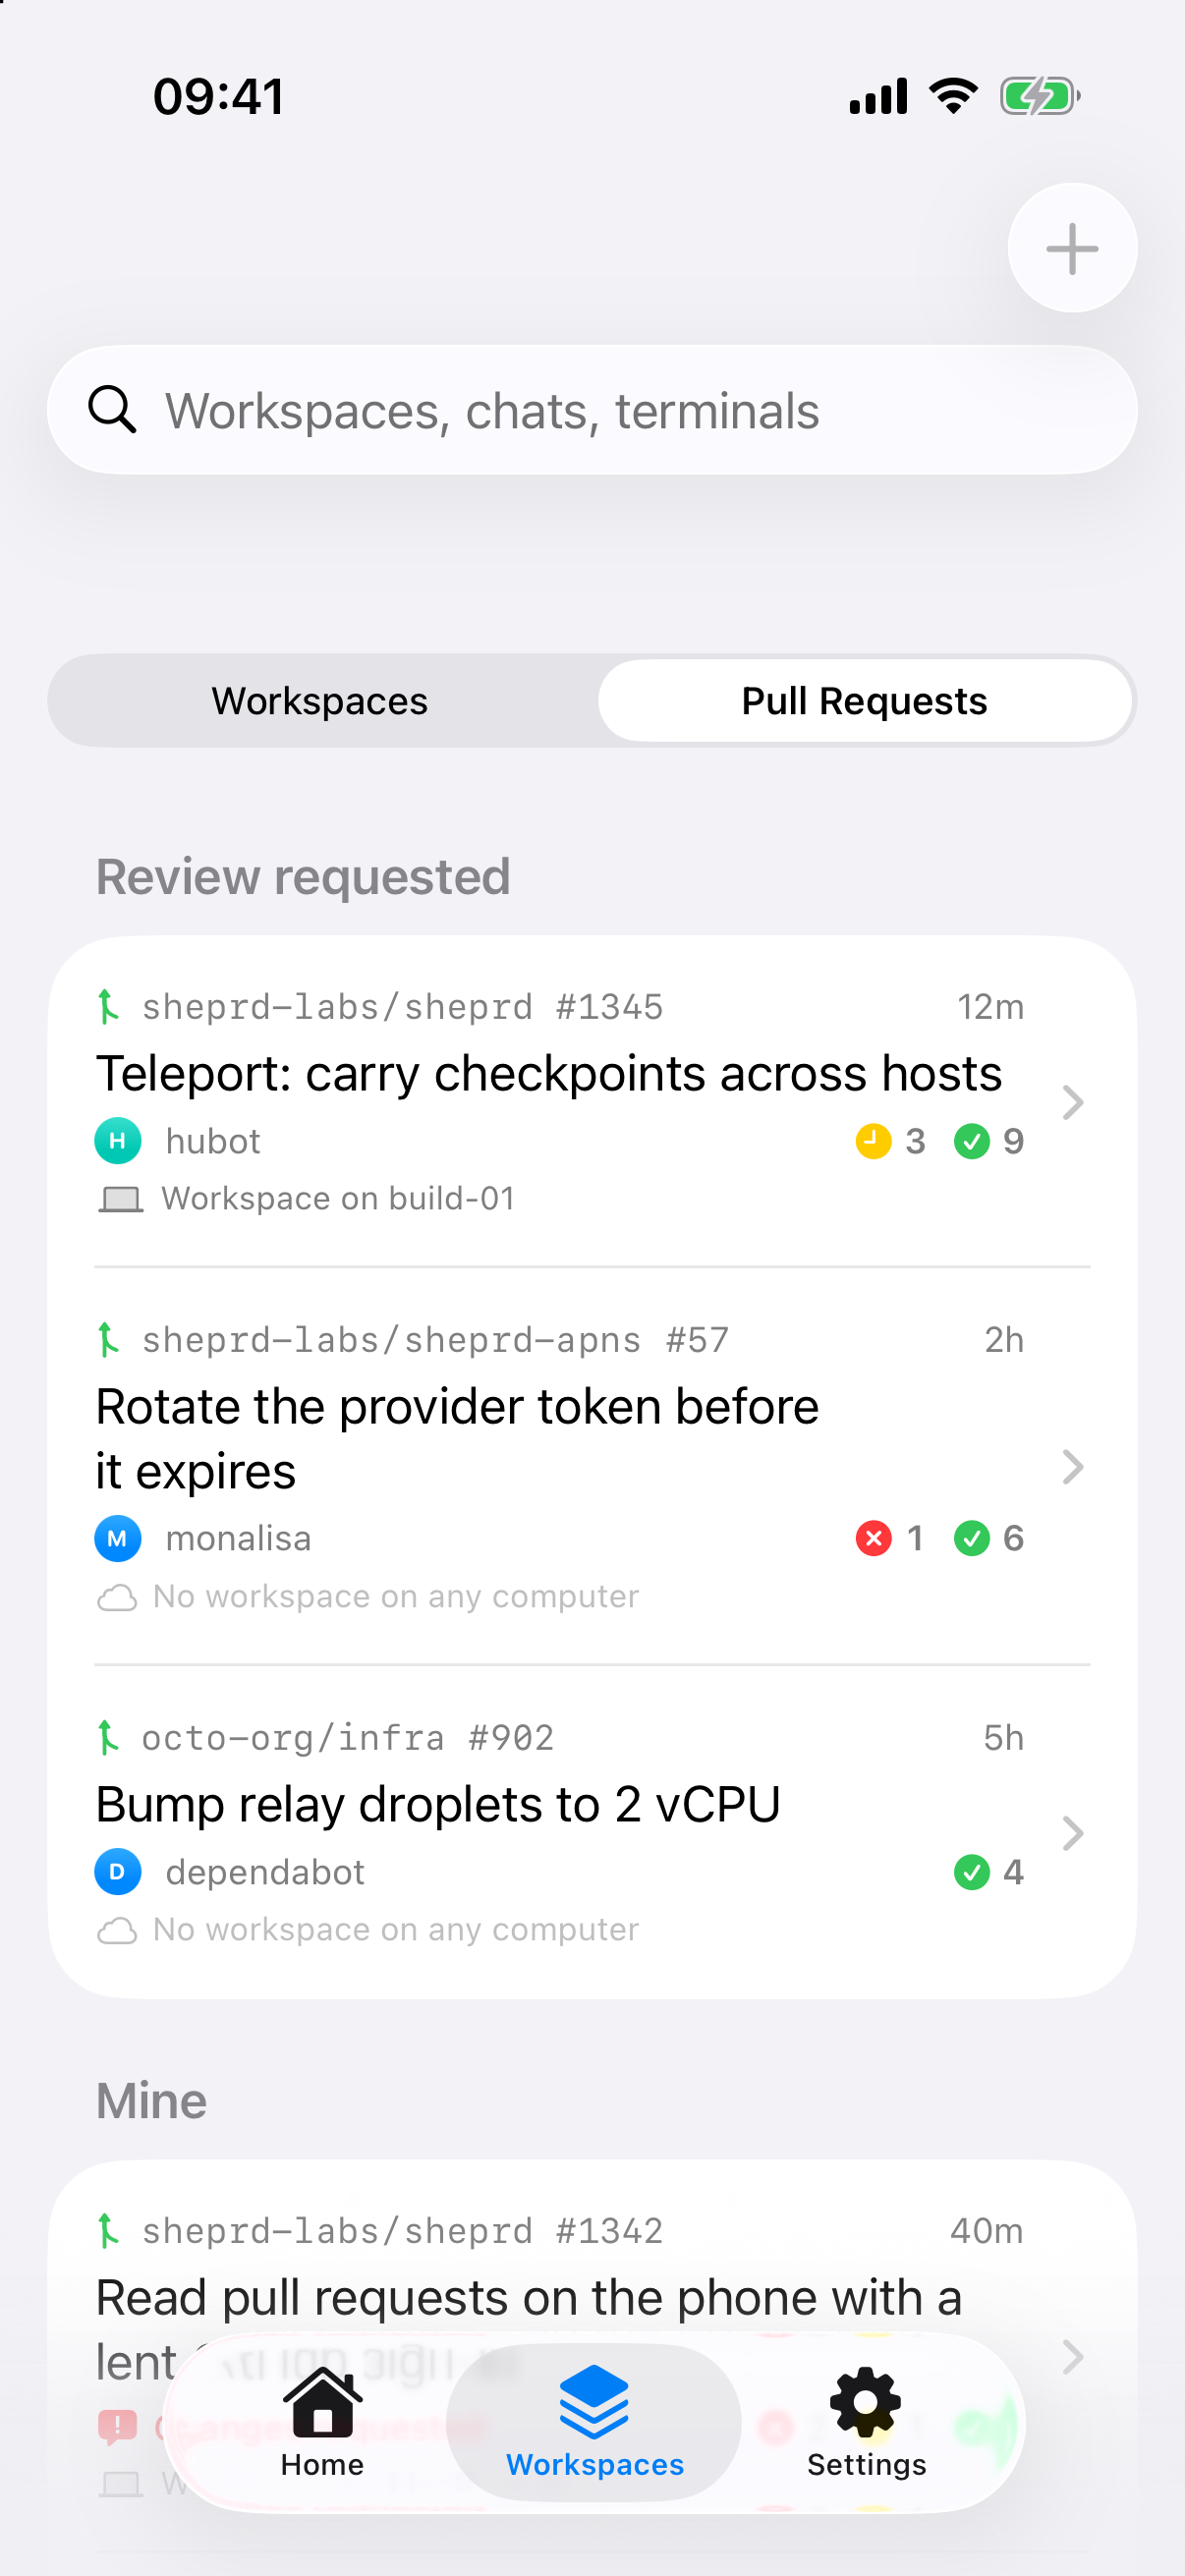 09:41
Workspaces, chats, terminals
Workspaces
Pull Requests
Review requested
sheprd-labs/sheprd #1345
12m
Teleport: carry checkpoints across hosts
H
hubot
3
9
Workspace on build-01
sheprd-labs/sheprd-apns #57
2h
Rotate the provider token before
it expires
M
monalisa
1
6
No workspace on any computer
octo-org/infra #902
5h
Bump relay droplets to 2 vCPU
D
dependabot
4
No workspace on any computer
Mine
sheprd-labs/sheprd #1342
40m
Read pull requests on the phone with a
lent
Home
Workspaces
Settings